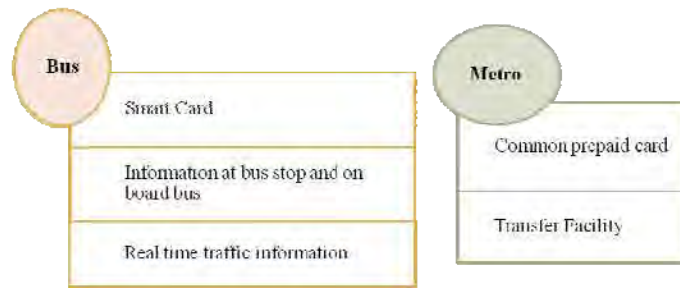 Bus
Smart Card
Information at bus stop and on
board bus
Real time traffic information
Metro
Common prepaid card
Transfer Facility